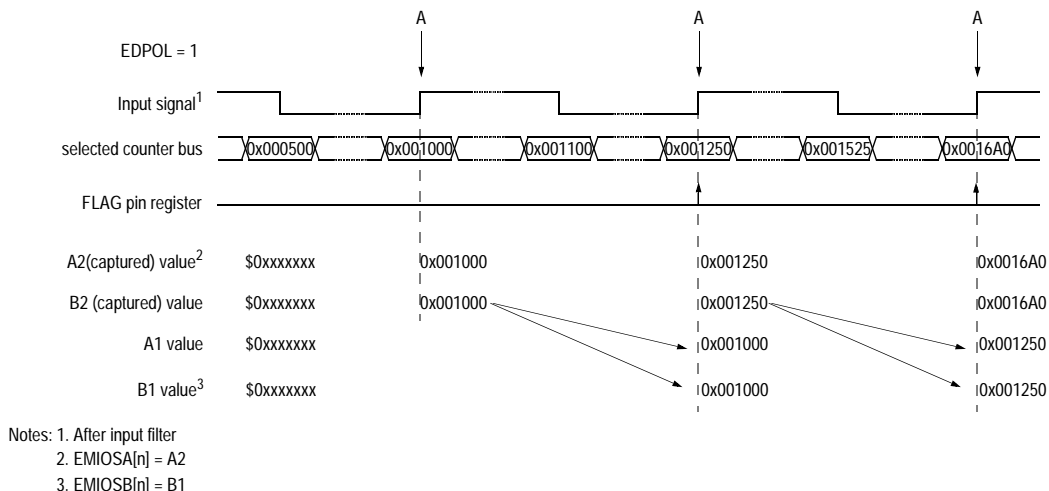 A A A
EDPOL = 1
Input signal1
selected counter bus 0x000500 0x001000 0x001100 0x001250 0x001525 0x0016A0
FLAG pin register
A2(captured) value2 $0xxxxxxx 0x001000 0x001250 0x0016A0
B2 (captured) value $0xxxxxxx 0x001000 0x001250 0x0016A0
A1 value $0xxxxxxx 0x001000 0x001250
B1 value3 $0xxxxxxx 0x001000 0x001250
Notes: 1. After input filter
2. EMIOSA[n] = A2
3. EMIOSB[n] = B1